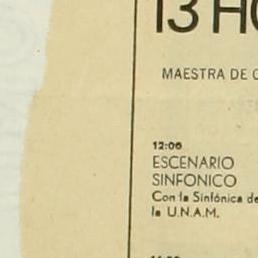 13 HO
MAESTRA DE C
12:00
ESCENARIO
SINFONICO
Con la Sinfónica de
la U.N.A.M.